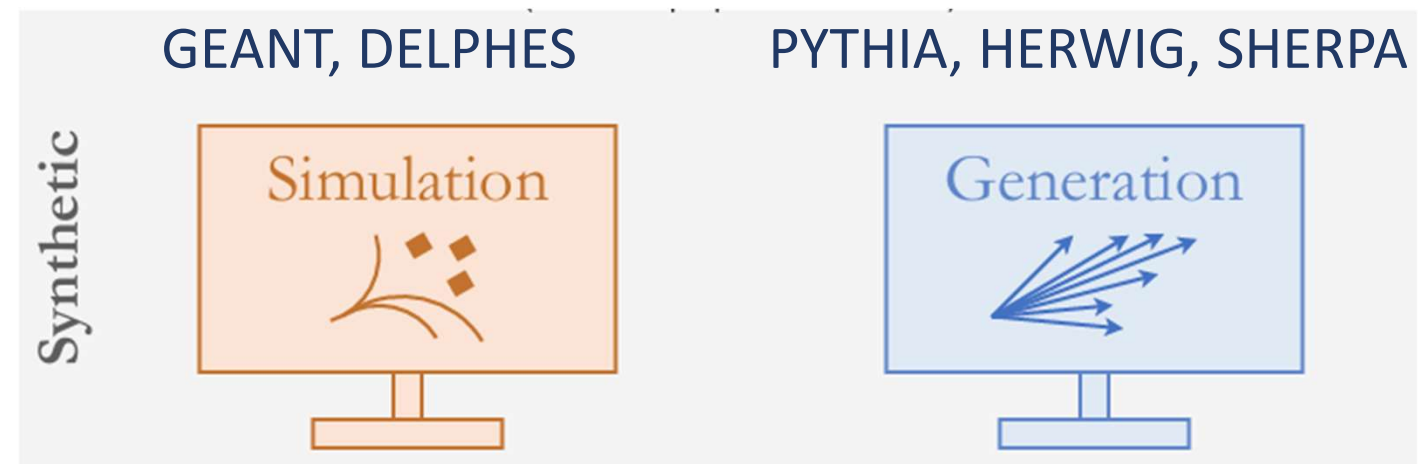 GEANT, DELPHES
PYTHIA, HERWIG, SHERPA
Synthetic
Simulation
Generation